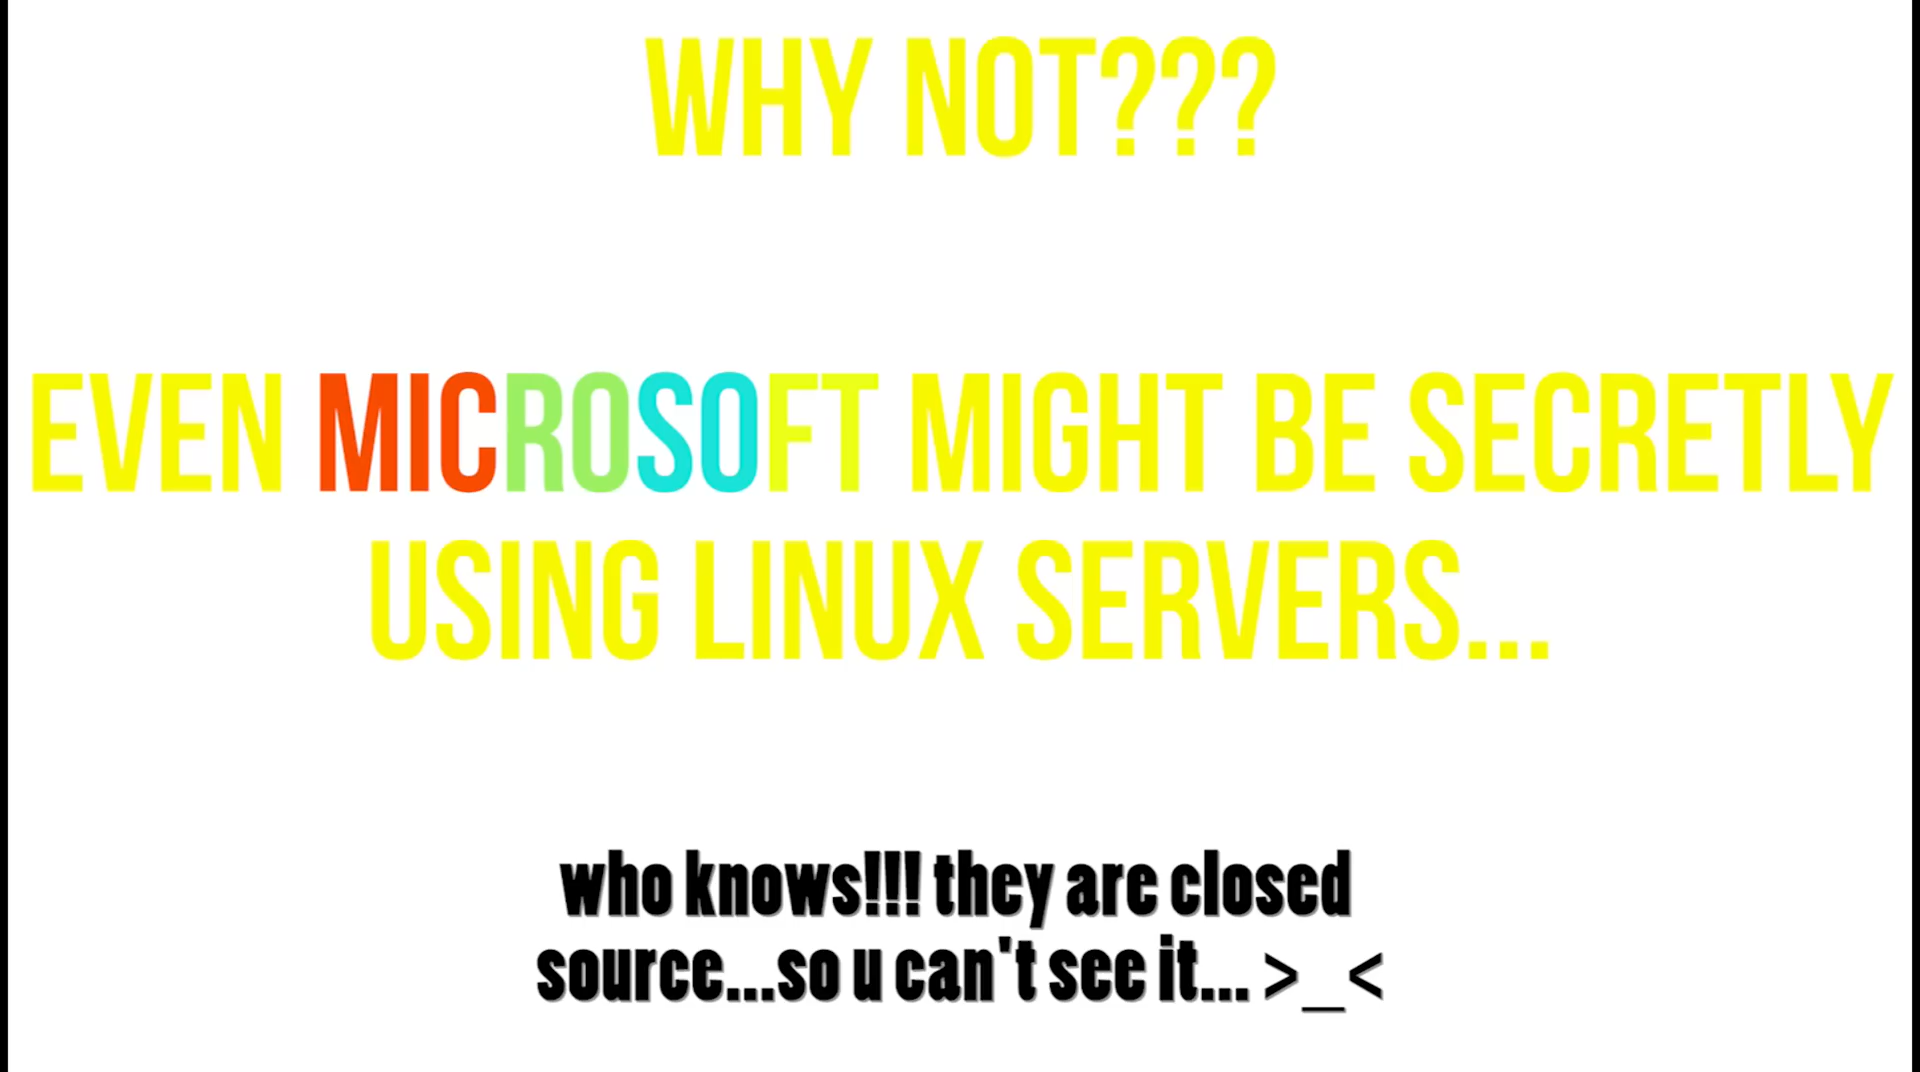 WHY NOT???
EVEN MICROSOFT MIGHT BE SECRETLY
USING LINUX SERVERS...
who knows!!! they are closed
source...so u can't see it... >_<